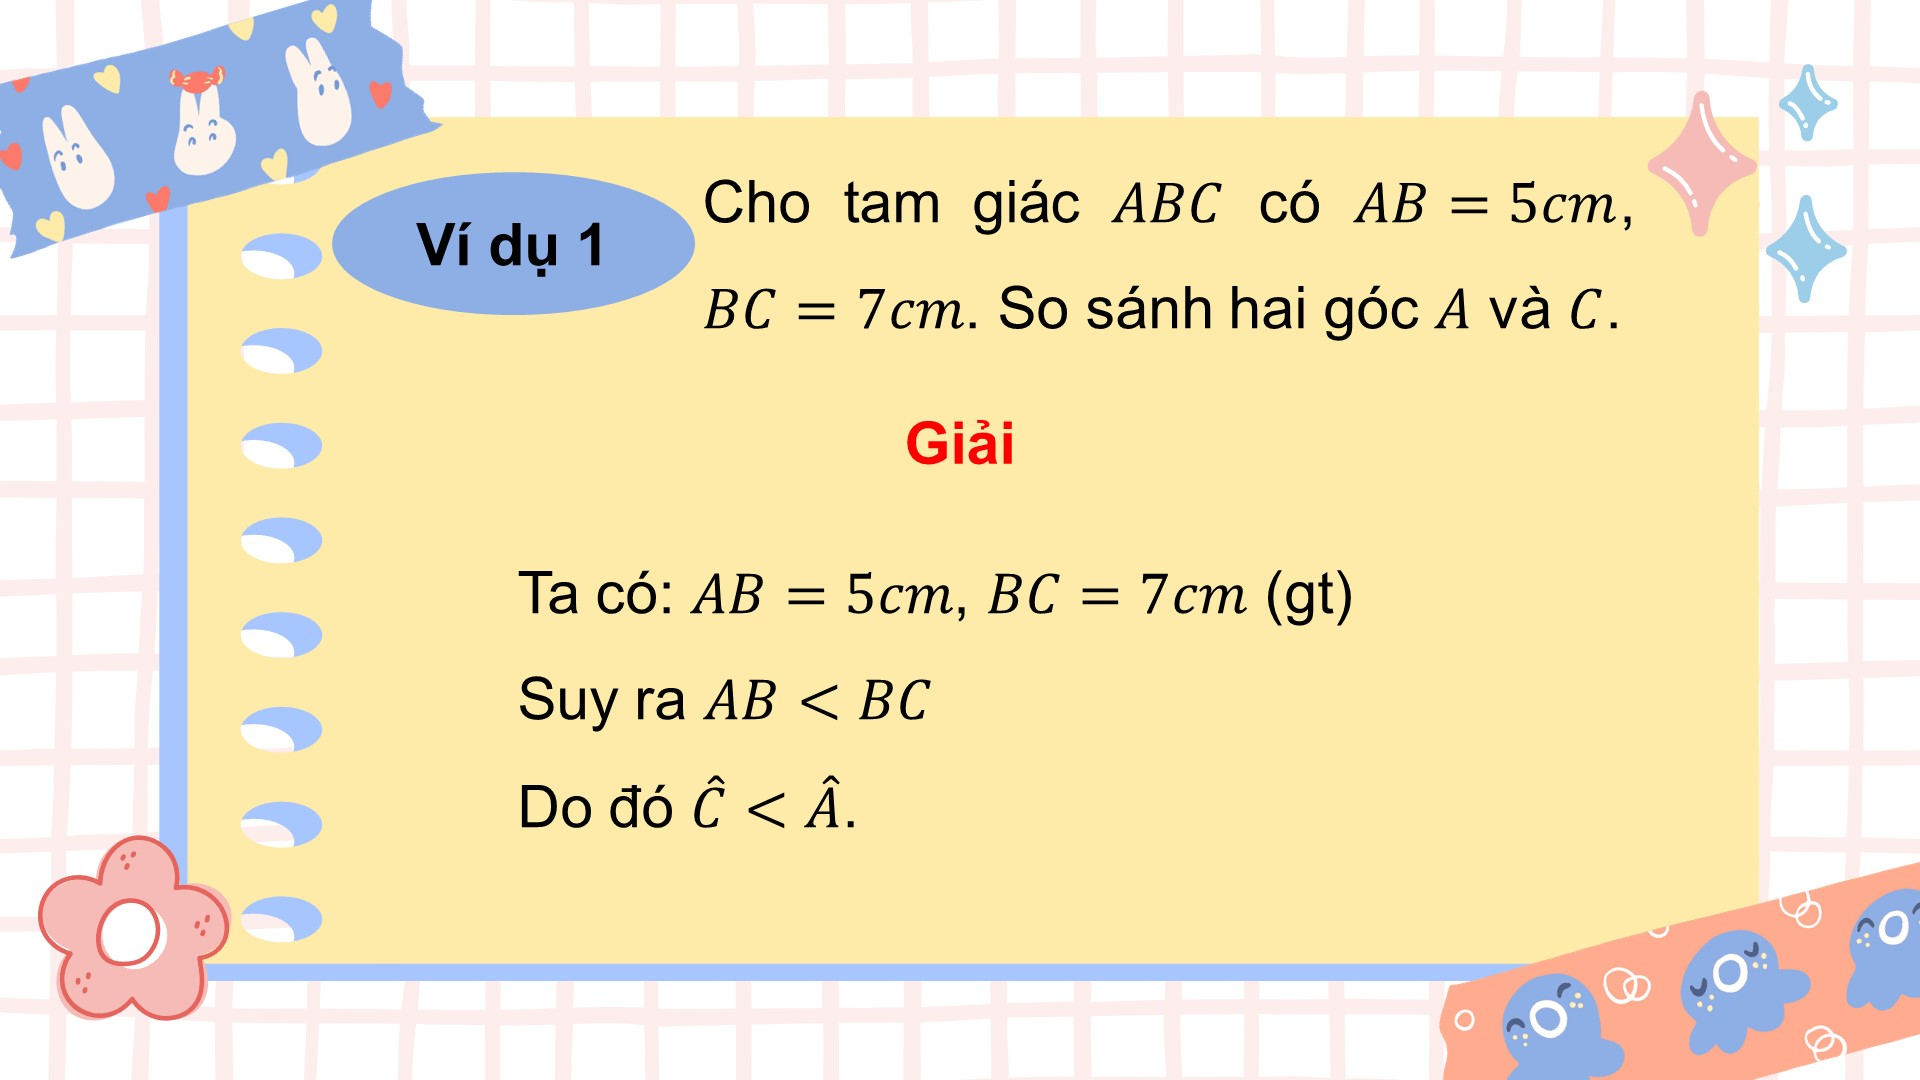 Ví dụ 1
Cho tam giác ABC có AB = 5cm,
BC = 7cm. So sánh hai góc A và C.
Giải
Ta có: AB = 5cm, BC = 7cm (gt)
Suy ra AB < BC
Do đó Ĉ < Â.